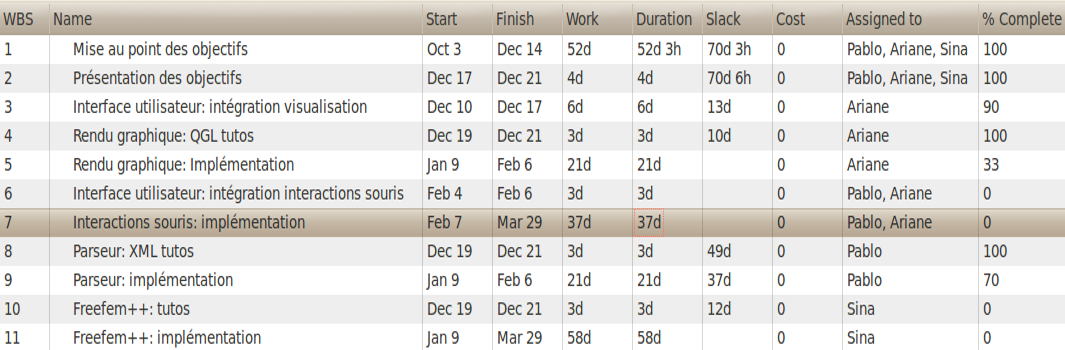 WBS Name Start Finish Work Duration Slack Cost Assigned to % Complete
1 Mise au point des objectifs Oct 3 Dec 14 52d 52d 3h 70d 3h 0 Pablo, Ariane, Sina 100
2 Présentation des objectifs Dec 17 Dec 21 4d 4d 70d 6h 0 Pablo, Ariane, Sina 100
3 Interface utilisateur: intégration visualisation Dec 10 Dec 17 6d 6d 13d 0 Ariane 90
4 Rendu graphique: QGL tutos Dec 19 Dec 21 3d 3d 10d 0 Ariane 100
5 Rendu graphique: Implémentation Jan 9 Feb 6 21d 21d 0 Ariane 33
6 Interface utilisateur: intégration interactions souris Feb 4 Feb 6 3d 3d 0 Pablo, Ariane 0
7 Interactions souris: implémentation Feb 7 Mar 29 37d 37d 0 Pablo, Ariane 0
8 Parseur: XML tutos Dec 19 Dec 21 3d 3d 49d 0 Pablo 100
9 Parseur: implémentation Jan 9 Feb 6 21d 21d 37d 0 Pablo 70
10 Freefem++: tutos Dec 19 Dec 21 3d 3d 12d 0 Sina 0
11 Freefem++: implémentation Jan 9 Mar 29 58d 58d 0 Sina 0